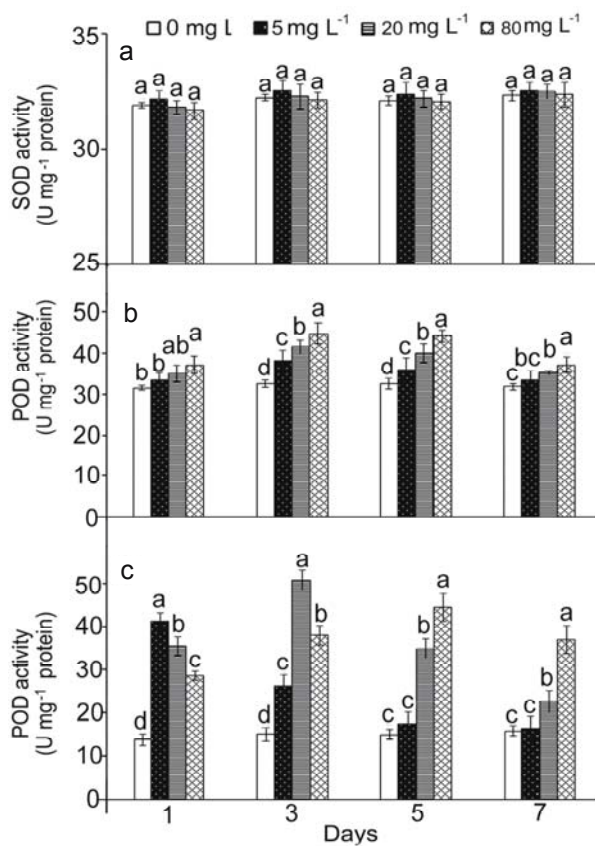 0 mg L 5 mg L⁻¹ 20 mg L⁻¹ 80 mg L⁻¹
a
a a a a a a a a a a a a a a a a
SOD activity
(U mg⁻¹ protein)
35
31
25
b
b b ab a d c b a d c b a c bc b a
POD activity
(U mg⁻¹ protein)
50
40
30
20
10
0
c
d a b c d c a b c c b a c c b a
POD activity
(U mg⁻¹ protein)
50
40
30
20
10
0
1 3 5 7
Days